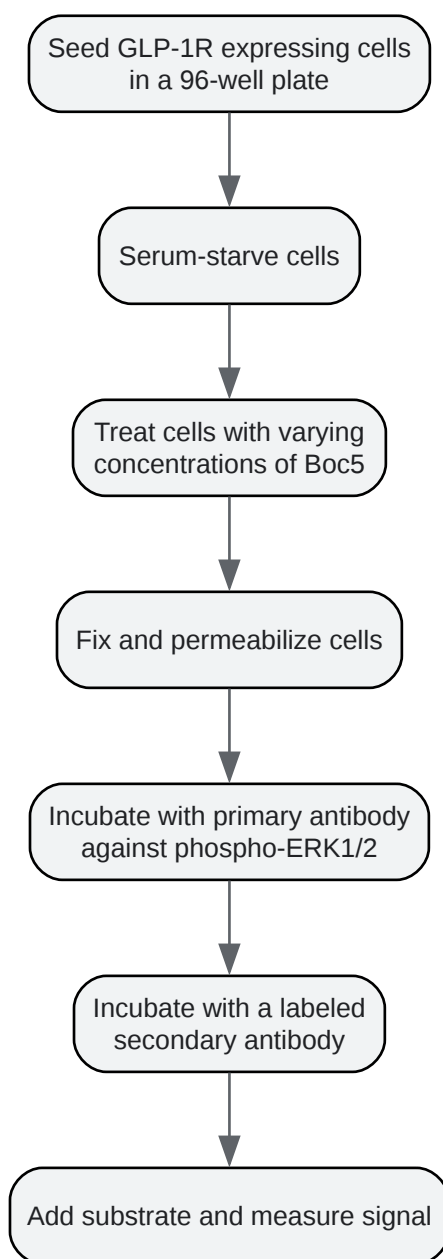 Seed GLP-1R expressing cells
in a 96-well plate
Serum-starve cells
Treat cells with varying
concentrations of Boc5
Fix and permeabilize cells
Incubate with primary antibody
against phospho-ERK1/2
Incubate with a labeled
secondary antibody
Add substrate and measure signal